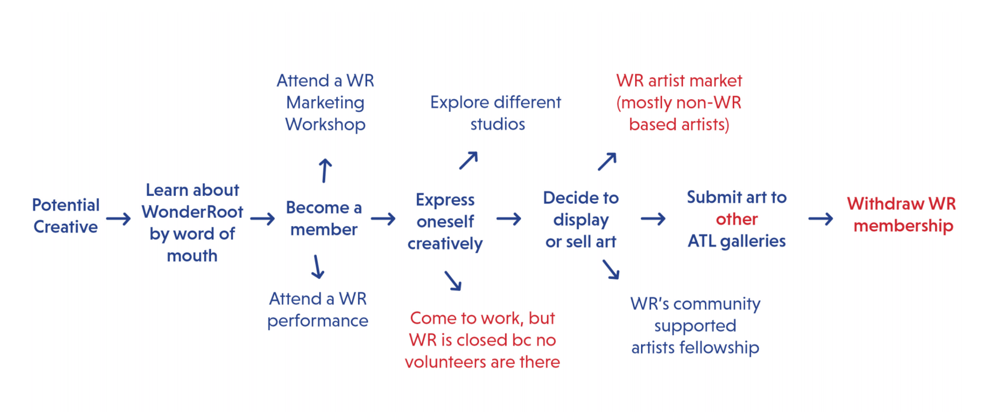 Attend a WR
Marketing
Workshop
Explore different
studios
WR artist market
(mostly non-WR
based artists)
Potential
Creative
Learn about
WonderRoot
by word of
mouth
Become a
member
Express
oneself
creatively
Decide to
display
or sell art
Submit art to
other
ATL galleries
Withdraw WR
membership
Attend a WR
performance
Come to work, but
WR is closed bc no
volunteers are there
WR's community
supported
artists fellowship